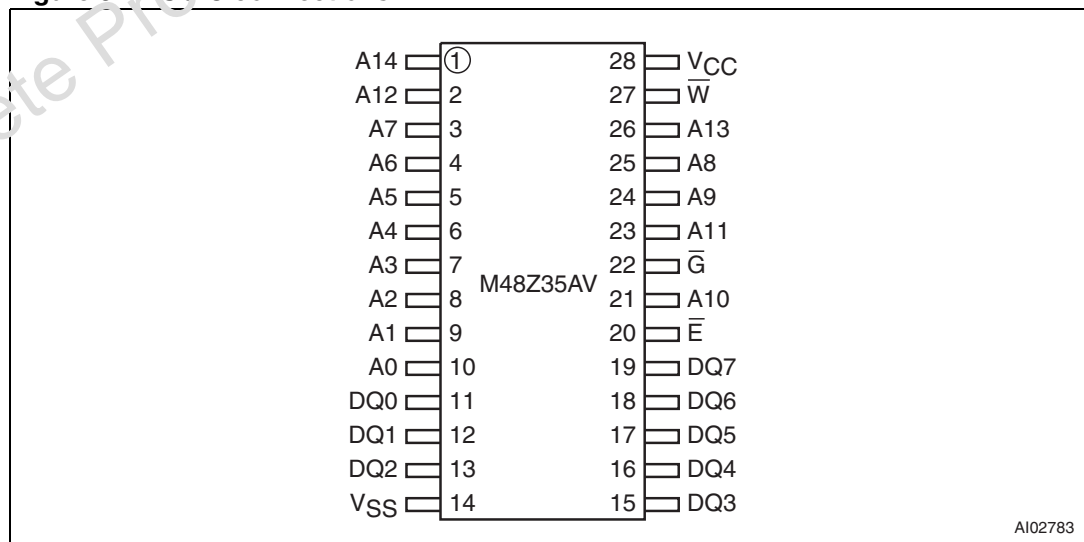 A14 1 28 VCC
A12 2 27 W̅
A7 3 26 A13
A6 4 25 A8
A5 5 24 A9
A4 6 23 A11
A3 7 22 G̅
M48Z35AV
A2 8 21 A10
A1 9 20 E̅
A0 10 19 DQ7
DQ0 11 18 DQ6
DQ1 12 17 DQ5
DQ2 13 16 DQ4
VSS 14 15 DQ3
AI02783